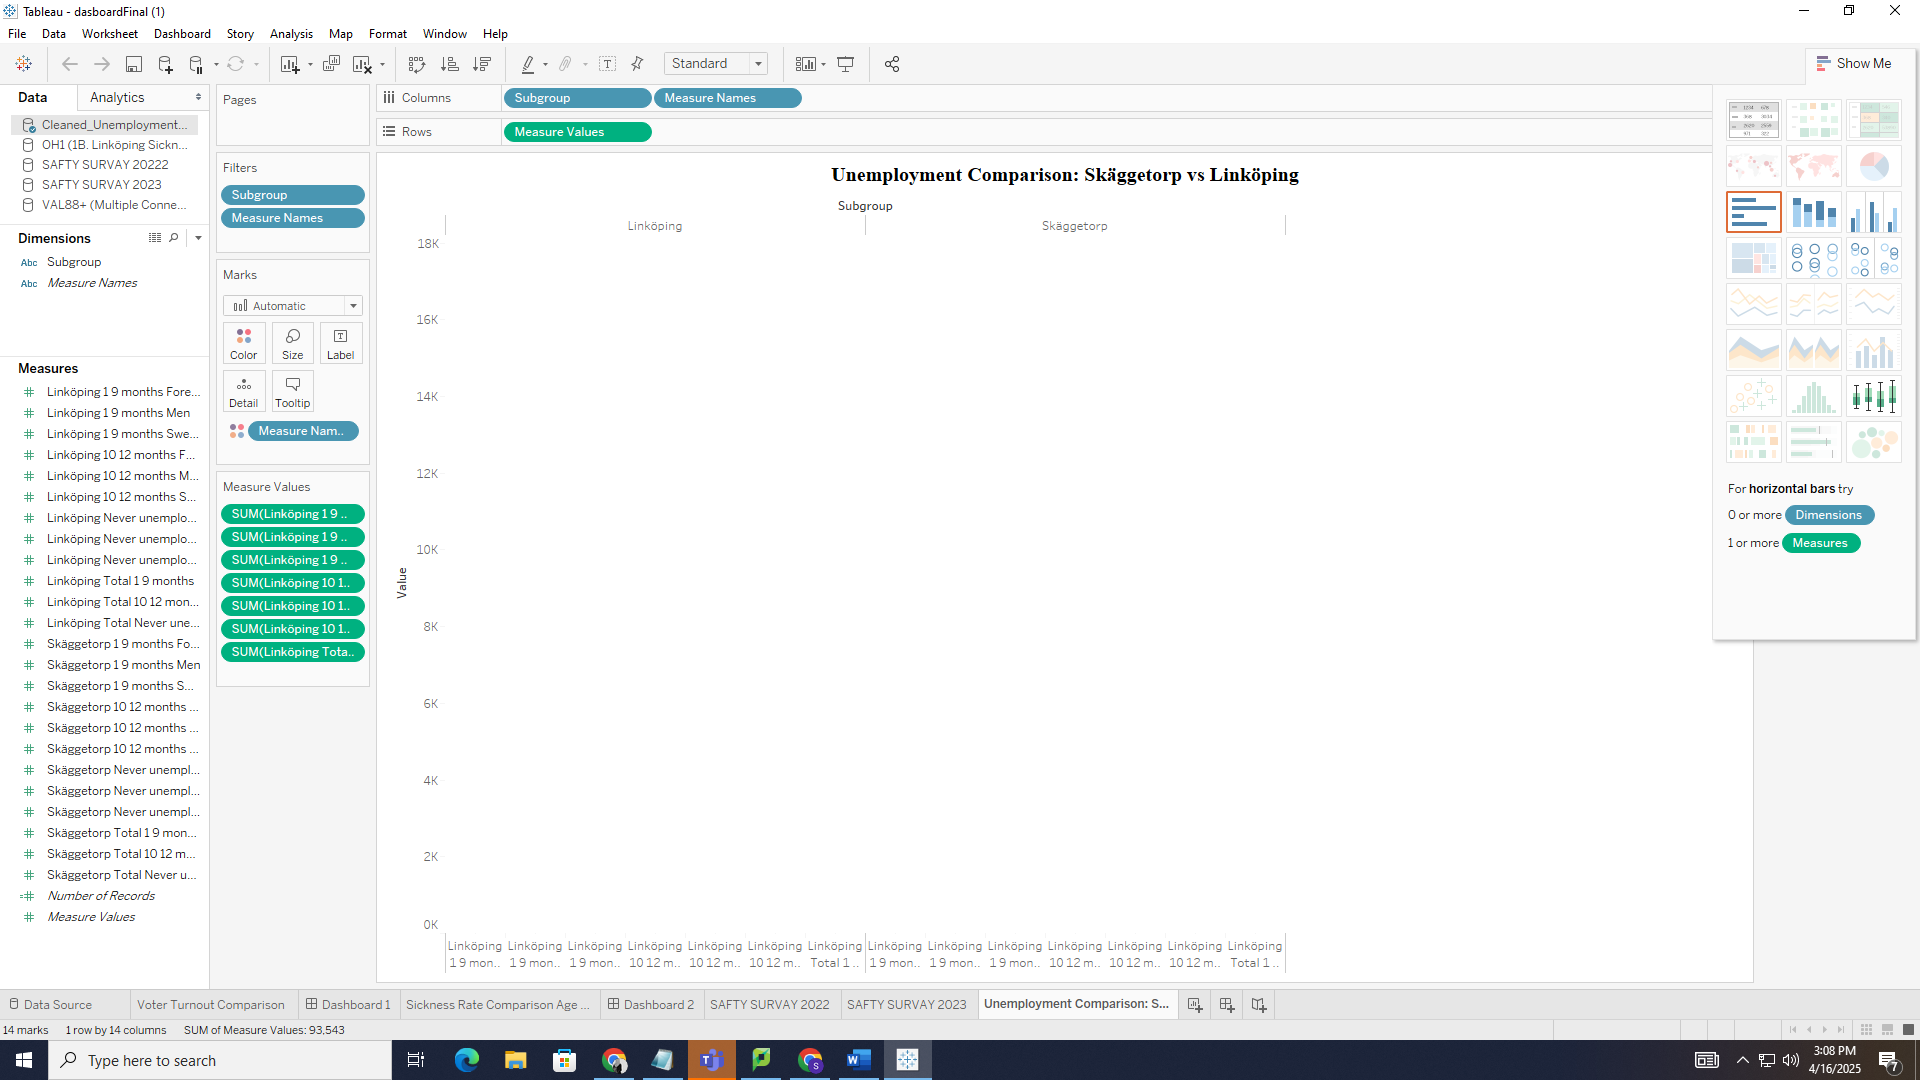 Tableau - dasboardFinal (1)
File Data Worksheet Dashboard Story Analysis Map Format Window Help
Standard
Show Me
Data Analytics
Cleaned_Unemployment...
OH1 (1B. Linköping Sickn...
SAFTY SURVAY 20222
SAFTY SURVAY 2023
VAL88+ (Multiple Conne...
Dimensions
Abc Subgroup
Abc Measure Names
Measures
Linköping 1 9 months Fore...
Linköping 1 9 months Men
Linköping 1 9 months Swe...
Linköping 10 12 months F...
Linköping 10 12 months M...
Linköping 10 12 months S...
Linköping Never unemplo...
Linköping Never unemplo...
Linköping Never unemplo...
Linköping Total 1 9 months
Linköping Total 10 12 mon...
Linköping Total Never une...
Skäggetorp 1 9 months Fo...
Skäggetorp 1 9 months Men
Skäggetorp 1 9 months S...
Skäggetorp 10 12 months ...
Skäggetorp 10 12 months ...
Skäggetorp 10 12 months ...
Skäggetorp Never unempl...
Skäggetorp Never unempl...
Skäggetorp Never unempl...
Skäggetorp Total 1 9 mon...
Skäggetorp Total 10 12 m...
Skäggetorp Total Never u...
Number of Records
Measure Values
Pages
Filters
Subgroup
Measure Names
Marks
Automatic
Color Size Label
Detail Tooltip
Measure Nam..
Measure Values
SUM(Linköping 1 9 ..
SUM(Linköping 1 9 ..
SUM(Linköping 1 9 ..
SUM(Linköping 10 1..
SUM(Linköping 10 1..
SUM(Linköping 10 1..
SUM(Linköping Tota..
Columns Subgroup Measure Names
Rows Measure Values
Unemployment Comparison: Skäggetorp vs Linköping
Subgroup
Linköping Skäggetorp
18K
16K
14K
12K
10K
Value
8K
6K
4K
2K
0K
Linköping Linköping Linköping Linköping Linköping Linköping Linköping Linköping Linköping Linköping Linköping Linköping Linköping Linköping
1 9 mon.. 1 9 mon.. 1 9 mon.. 10 12 m.. 10 12 m.. 10 12 m.. Total 1 .. 1 9 mon.. 1 9 mon.. 1 9 mon.. 10 12 m.. 10 12 m.. 10 12 m.. Total 1 ..
For horizontal bars try
0 or more Dimensions
1 or more Measures
Data Source Voter Turnout Comparison Dashboard 1 Sickness Rate Comparison Age ... Dashboard 2 SAFTY SURVAY 2022 SAFTY SURVAY 2023 Unemployment Comparison: S...
14 marks 1 row by 14 columns SUM of Measure Values: 93,543
Type here to search
3:08 PM
4/16/2025
7